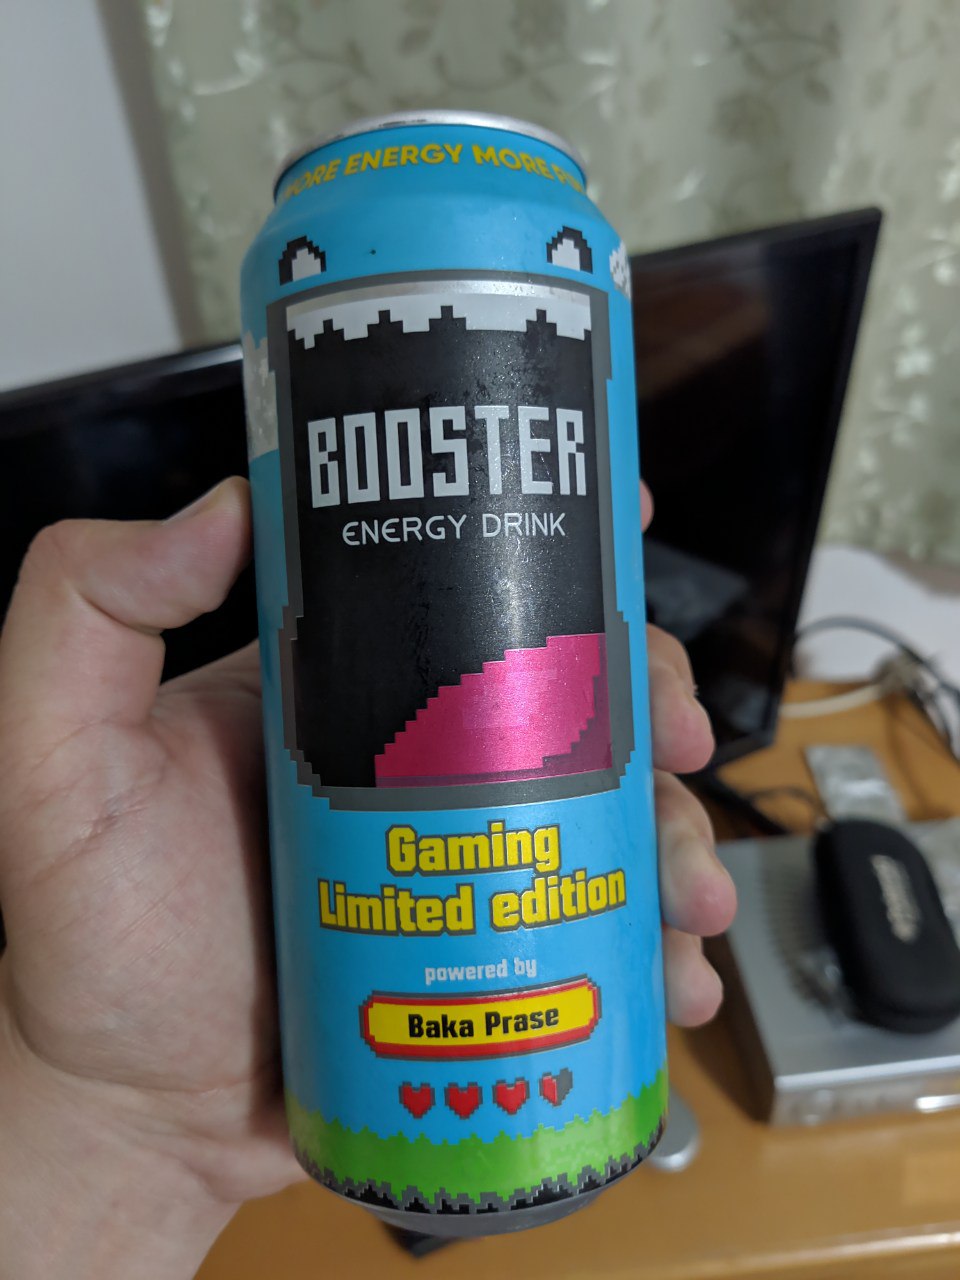 MORE ENERGY MORE
BOOSTER
ENERGY DRINK
Gaming
Limited edition
powered by
Baka Prase